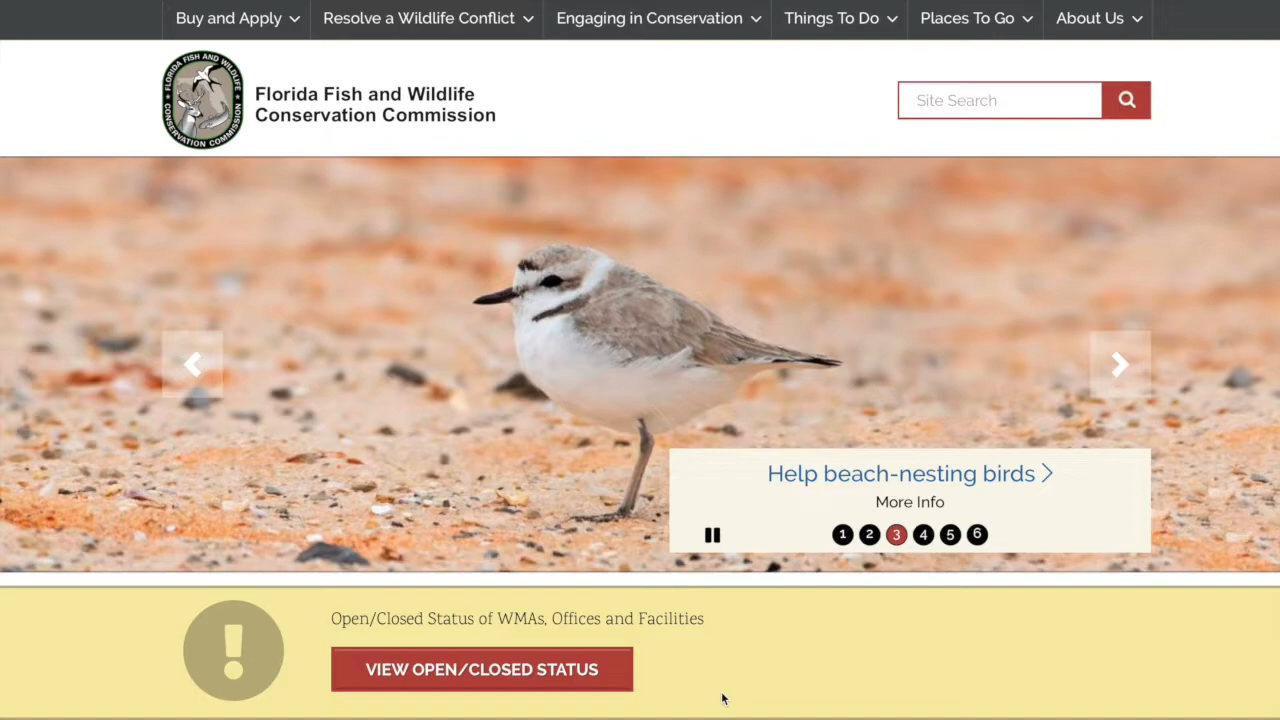 Buy and Apply
Resolve a Wildlife Conflict
Engaging in Conservation
Things To Do
Places To Go
About Us
FLORIDA FISH AND WILDLIFE
CONSERVATION COMMISSION
Florida Fish and Wildlife
Conservation Commission
Site Search
Help beach-nesting birds
More Info
1 2 3 4 5 6
Open/Closed Status of WMAs, Offices and Facilities
VIEW OPEN/CLOSED STATUS